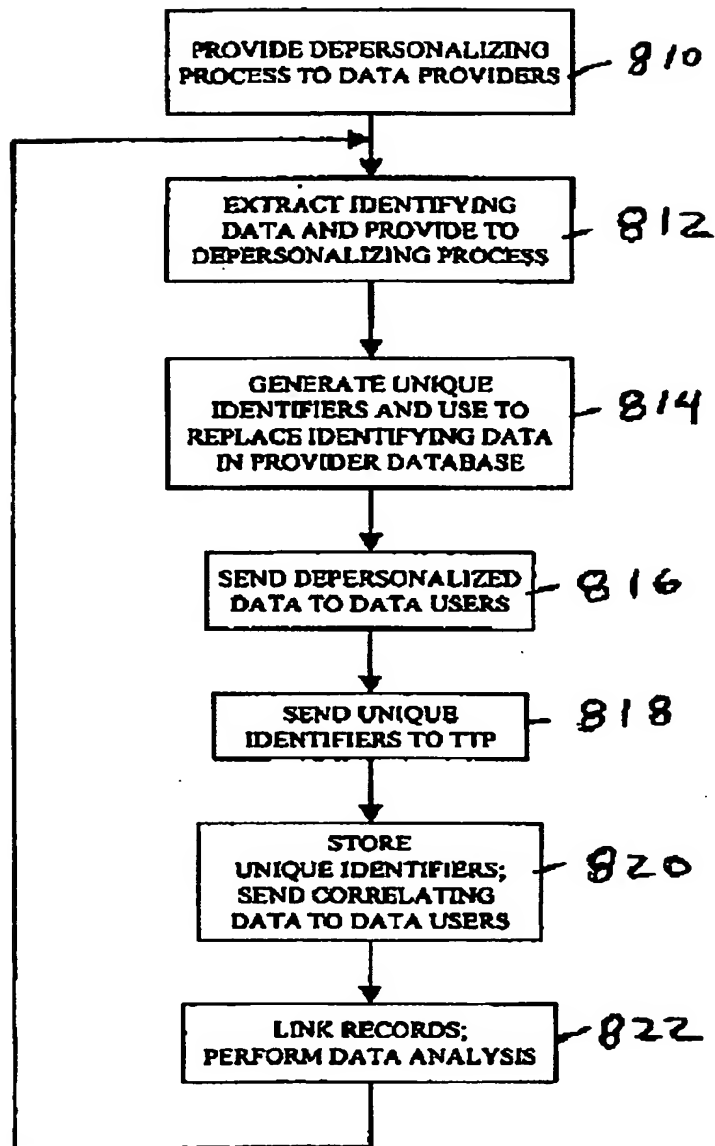 PROVIDE DEPERSONALIZING
PROCESS TO DATA PROVIDERS
810
EXTRACT IDENTIFYING
DATA AND PROVIDE TO
DEPERSONALIZING PROCESS
812
GENERATE UNIQUE
IDENTIFIERS AND USE TO
REPLACE IDENTIFYING DATA
IN PROVIDER DATABASE
814
SEND DEPERSONALIZED
DATA TO DATA USERS
816
SEND UNIQUE
IDENTIFIERS TO TTP
818
STORE
UNIQUE IDENTIFIERS;
SEND CORRELATING
DATA TO DATA USERS
820
LINK RECORDS;
PERFORM DATA ANALYSIS
822